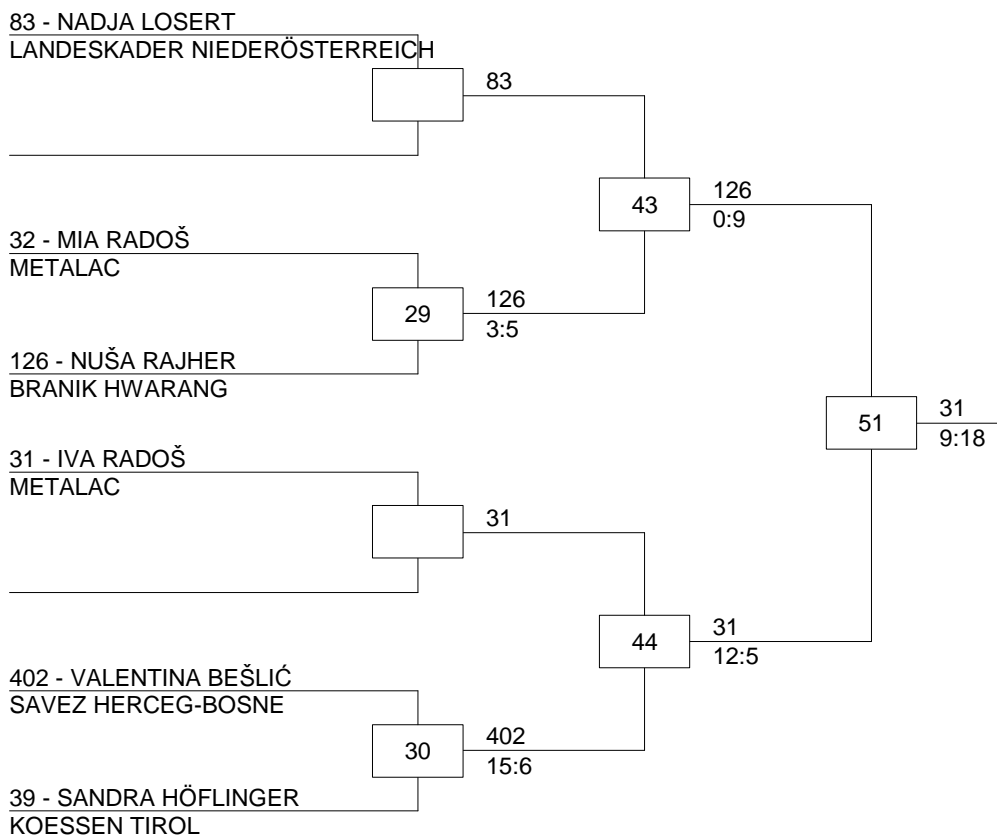 83 - NADJA LOSERT
LANDESKADER NIEDERÖSTERREICH
83
43
126
0:9
32 - MIA RADOŠ
METALAC
29
126
3:5
126 - NUŠA RAJHER
BRANIK HWARANG
51
31
9:18
31 - IVA RADOŠ
METALAC
31
44
31
12:5
402 - VALENTINA BEŠLIĆ
SAVEZ HERCEG-BOSNE
30
402
15:6
39 - SANDRA HÖFLINGER
KOESSEN TIROL